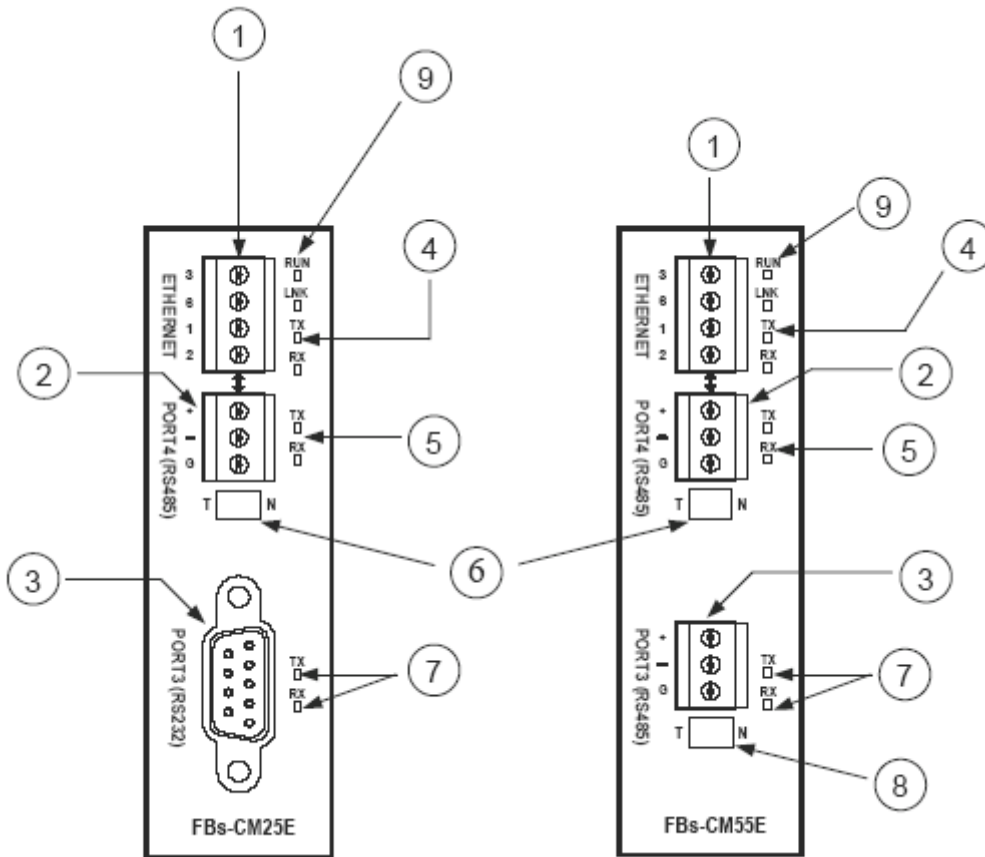 1
9
4
2
5
6
3
7
RUN
LNK
TX
RX
3
6
1
2
ETHERNET
+
–
G
PORT4 (RS485)
TX
RX
T N
PORT3 (RS232)
TX
RX
FBs-CM25E
1
9
4
2
5
3
7
8
RUN
LNK
TX
RX
3
6
1
2
ETHERNET
+
–
G
PORT4 (RS485)
TX
RX
T N
+
–
G
PORT3 (RS485)
TX
RX
T N
FBs-CM55E